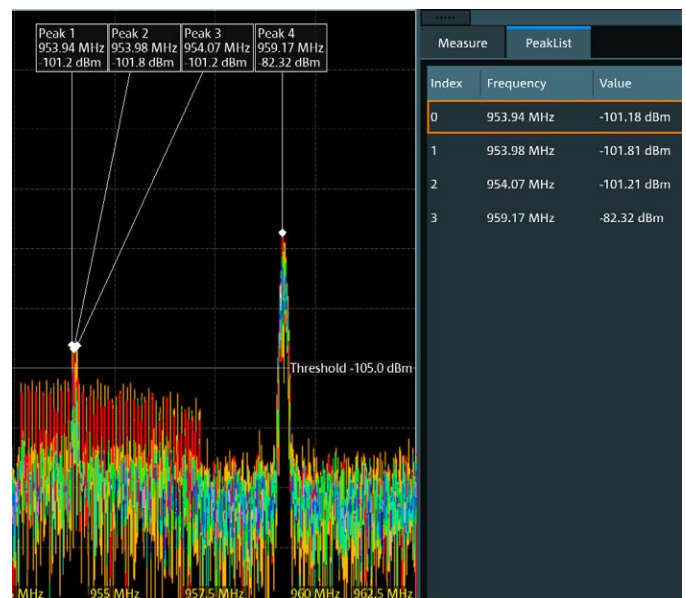 Peak 1
953.94 MHz
-101.2 dBm
Peak 2
953.98 MHz
-101.8 dBm
Peak 3
954.07 MHz
-101.2 dBm
Peak 4
959.17 MHz
-82.32 dBm
Threshold -105.0 dBm
MHz
955 MHz
957.5 MHz
960 MHz
962.5 MHz
Measure
PeakList
Index Frequency Value
0 953.94 MHz -101.18 dBm
1 953.98 MHz -101.81 dBm
2 954.07 MHz -101.21 dBm
3 959.17 MHz -82.32 dBm